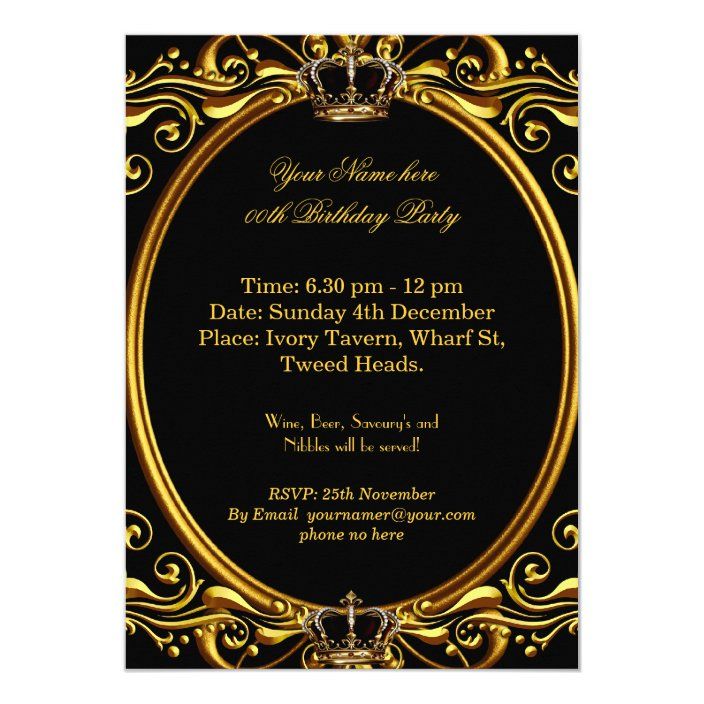 Your Name here
00th Birthday Party
Time: 6.30 pm - 12 pm
Date: Sunday 4th December
Place: Ivory Tavern, Wharf St,
Tweed Heads.
Wine, Beer, Savoury's and
Nibbles will be served!
RSVP: 25th November
By Email yournamer@your.com
phone no here